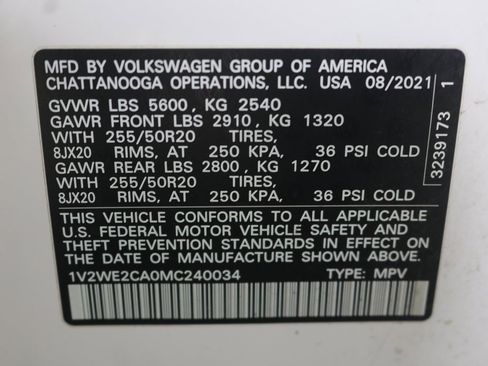 MFD BY VOLKSWAGEN GROUP OF AMERICA
CHATTANOOGA OPERATIONS, LLC. USA 08/2021
GVWR LBS 5600, KG 2540
GAWR FRONT LBS 2910, KG 1320
WITH 255/50R20 TIRES,
8JX20 RIMS, AT 250 KPA, 36 PSI COLD
GAWR REAR LBS 2800, KG 1270
WITH 255/50R20 TIRES,
8JX20 RIMS, AT 250 KPA, 36 PSI COLD
THIS VEHICLE CONFORMS TO ALL APPLICABLE
U.S. FEDERAL MOTOR VEHICLE SAFETY AND
THEFT PREVENTION STANDARDS IN EFFECT ON
THE DATE OF MANUFACTURE SHOWN ABOVE.
1V2WE2CA0MC240034 TYPE: MPV
3239173 1